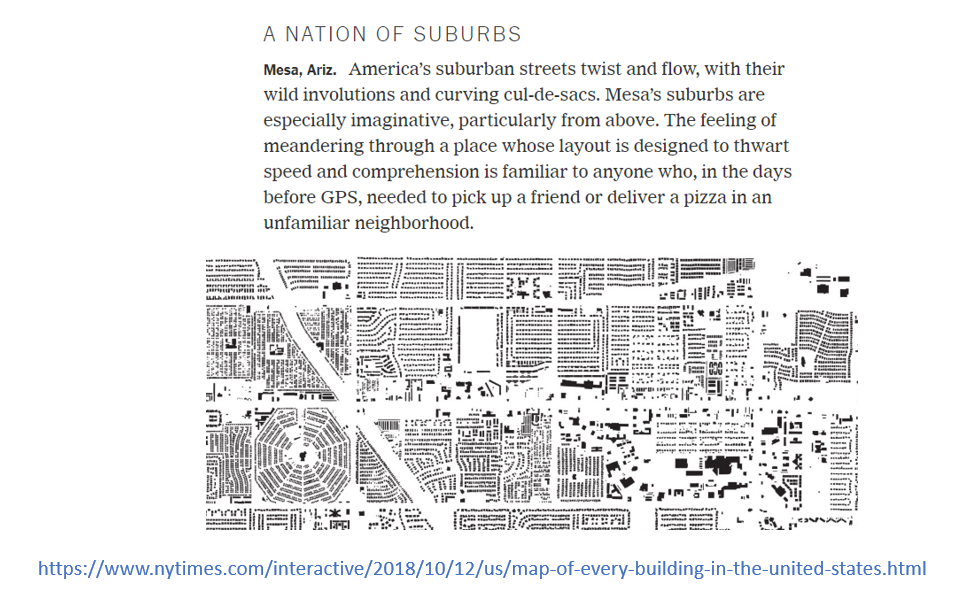 A NATION OF SUBURBS
Mesa, Ariz. America’s suburban streets twist and flow, with their
wild involutions and curving cul-de-sacs. Mesa’s suburbs are
especially imaginative, particularly from above. The feeling of
meandering through a place whose layout is designed to thwart
speed and comprehension is familiar to anyone who, in the days
before GPS, needed to pick up a friend or deliver a pizza in an
unfamiliar neighborhood.
https://www.nytimes.com/interactive/2018/10/12/us/map-of-every-building-in-the-united-states.html